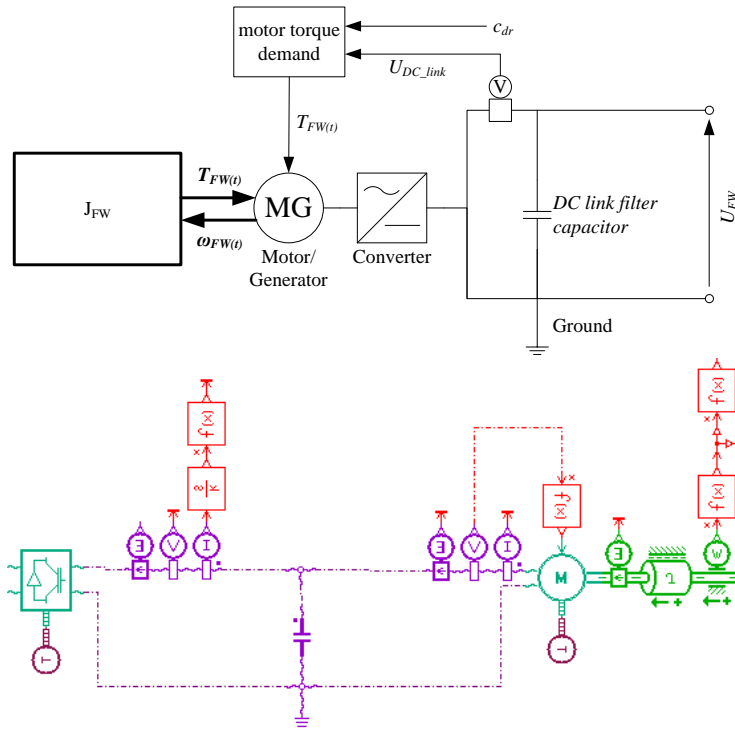 motor torque
demand
c_dr
U_DC_link
V
T_FW(t)
J_FW
T_FW(t)
ω_FW(t)
MG
Motor/
Generator
Converter
DC link filter
capacitor
U_FW
Ground
f(x)
x
f(x)
x
f(x)
x
f(x)
x
s
K
E
V
I
E
V
I
M
E
J
W
T
T